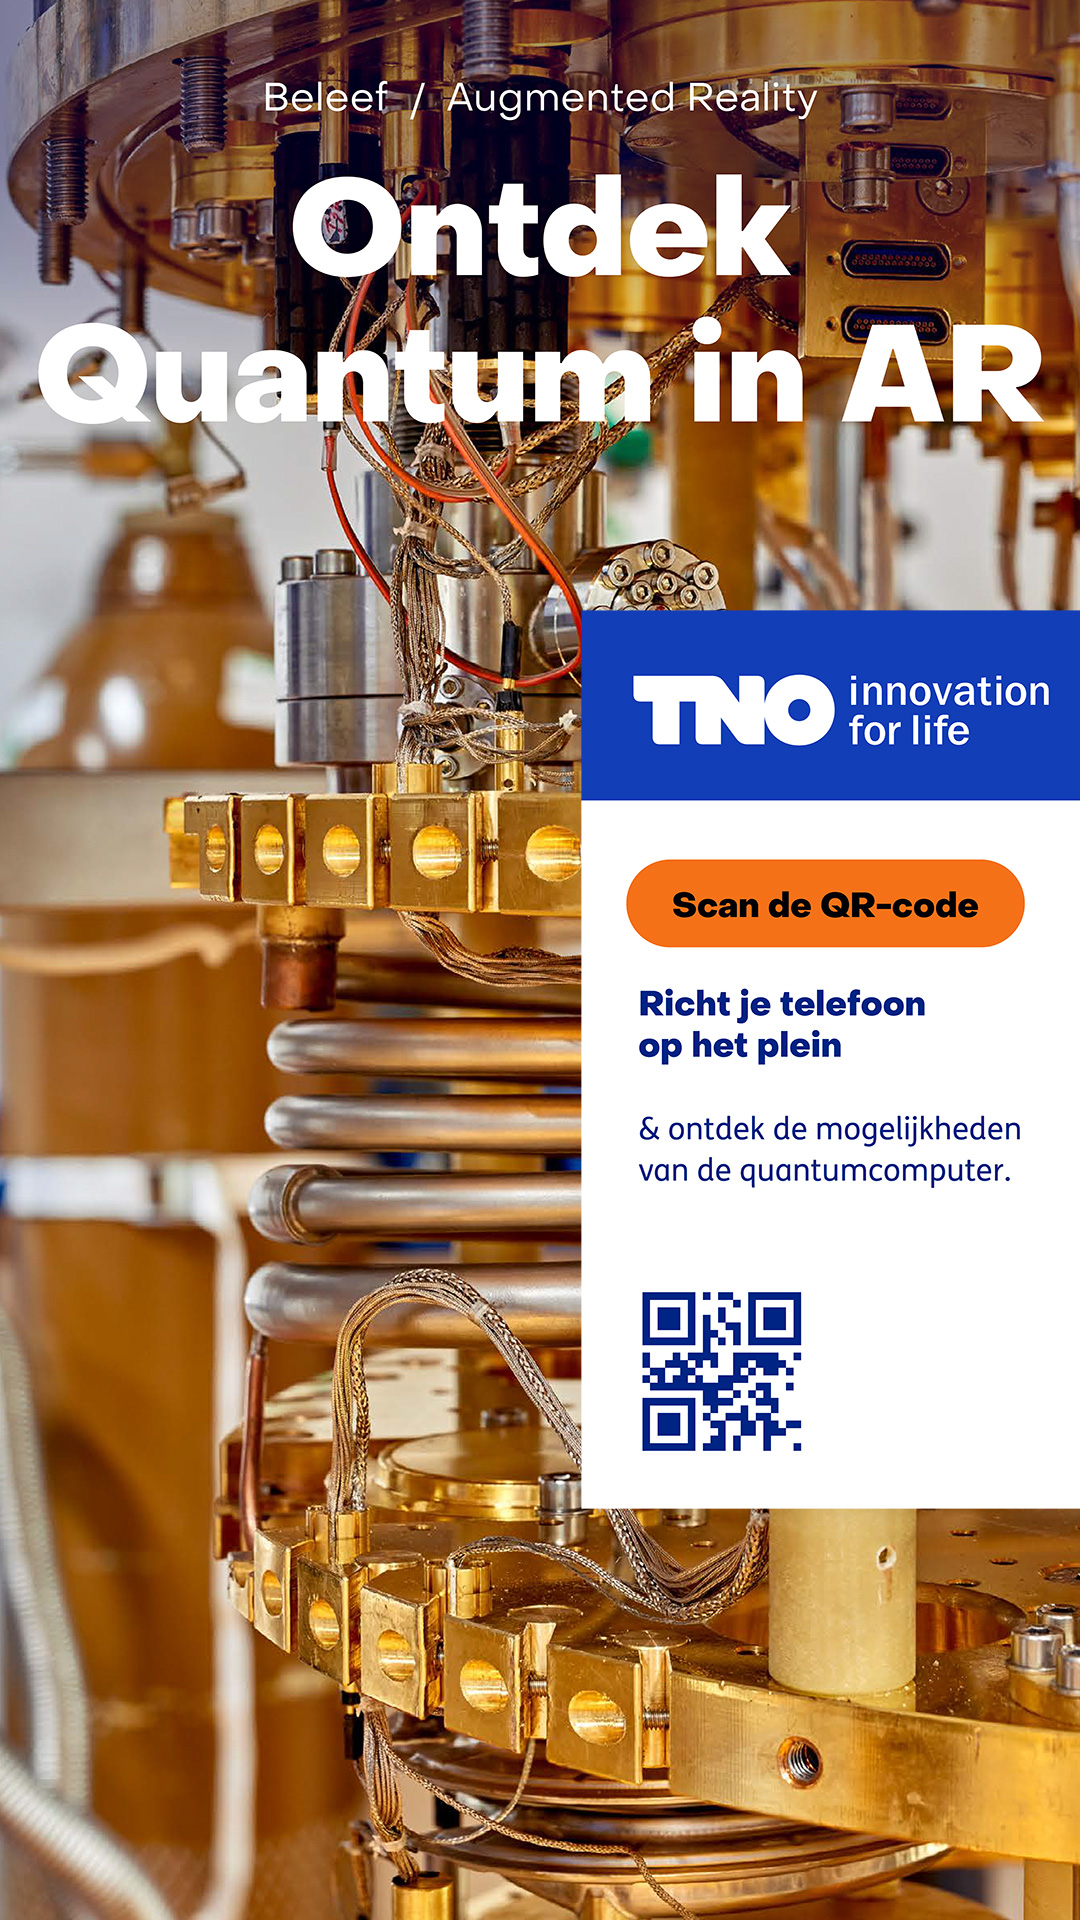 Beleef / Augmented Reality
Ontdek
Quantum in AR
TNO innovation
for life
Scan de QR-code
Richt je telefoon
op het plein
& ontdek de mogelijkheden
van de quantumcomputer.